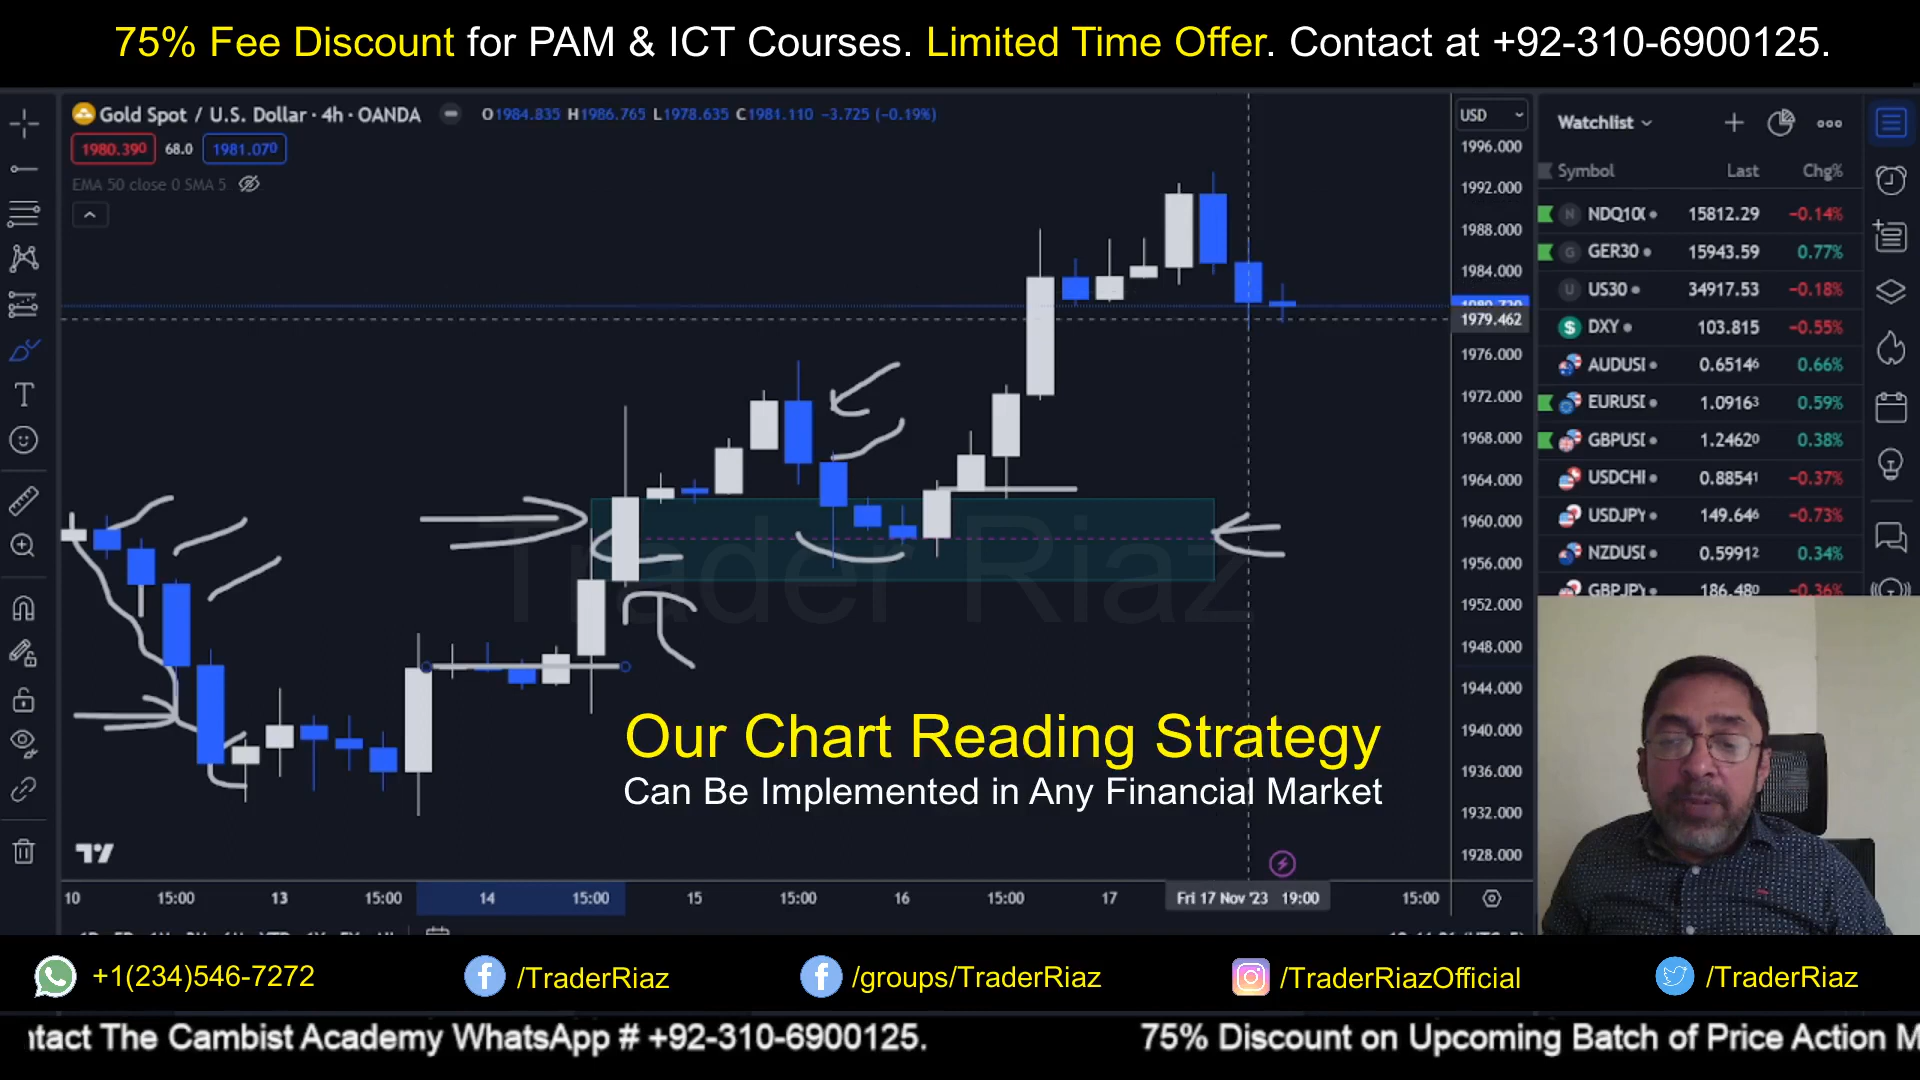 75% Fee Discount for PAM & ICT Courses. Limited Time Offer. Contact at +92-310-6900125.
Gold Spot / U.S. Dollar · 4h · OANDA O1984.835 H1986.765 L1978.635 C1981.110 −3.725 (−0.19%)
1980.390 68.0 1981.070
EMA 50 close 0 SMA 5
USD
1996.000
1992.000
1988.000
1984.000
1979.462
1976.000
1972.000
1968.000
1964.000
1960.000
1956.000
1952.000
1948.000
1944.000
1940.000
1936.000
1932.000
1928.000
Trader Riaz
Our Chart Reading Strategy
Can Be Implemented in Any Financial Market
10 15:00 13 15:00 14 15:00 15 15:00 16 15:00 17 Fri 17 Nov '23 19:00 15:00
Watchlist
Symbol Last Chg%
NDQ10 15812.29 −0.14%
GER30 15943.59 0.77%
US30 34917.53 −0.18%
DXY 103.815 −0.55%
AUDUSD 0.65146 0.66%
EURUSD 1.09163 0.59%
GBPUSD 1.24620 0.38%
USDCHF 0.88541 −0.37%
USDJPY 149.646 −0.73%
NZDUSD 0.59912 0.34%
GBPJPY 186.480 −0.36%
+1(234)546-7272 /TraderRiaz /groups/TraderRiaz /TraderRiazOfficial /TraderRiaz
ntact The Cambist Academy WhatsApp # +92-310-6900125. 75% Discount on Upcoming Batch of Price Action M